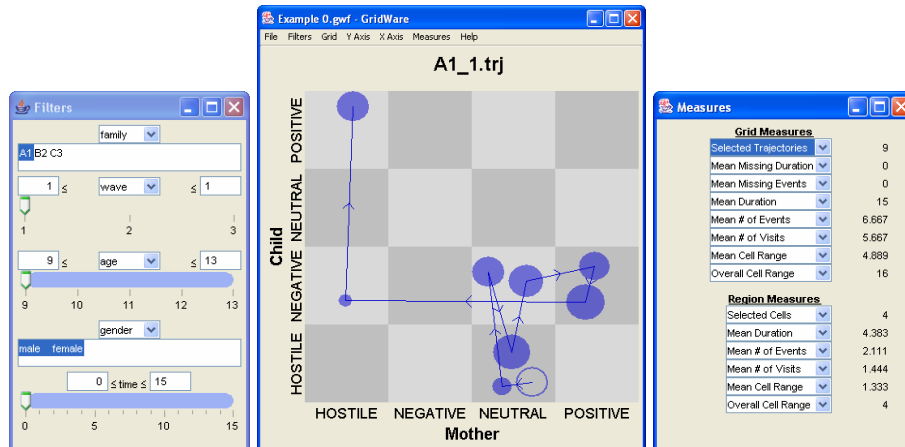 Filters
family
A1 B2 C3
1 ≤ wave ≤ 1
1 2 3
9 ≤ age ≤ 13
9 10 11 12 13
gender
male female
0 ≤ time ≤ 15
0 5 10 15
Example 0.gwf - GridWare
File Filters Grid Y Axis X Axis Measures Help
A1_1.trj
Child
POSITIVE
NEUTRAL
NEGATIVE
HOSTILE
HOSTILE NEGATIVE NEUTRAL POSITIVE
Mother
Measures
Grid Measures
Selected Trajectories 9
Mean Missing Duration 0
Mean Missing Events 0
Mean Duration 15
Mean # of Events 6.667
Mean # of Visits 5.667
Mean Cell Range 4.889
Overall Cell Range 16
Region Measures
Selected Cells 4
Mean Duration 4.383
Mean # of Events 2.111
Mean # of Visits 1.444
Mean Cell Range 1.333
Overall Cell Range 4